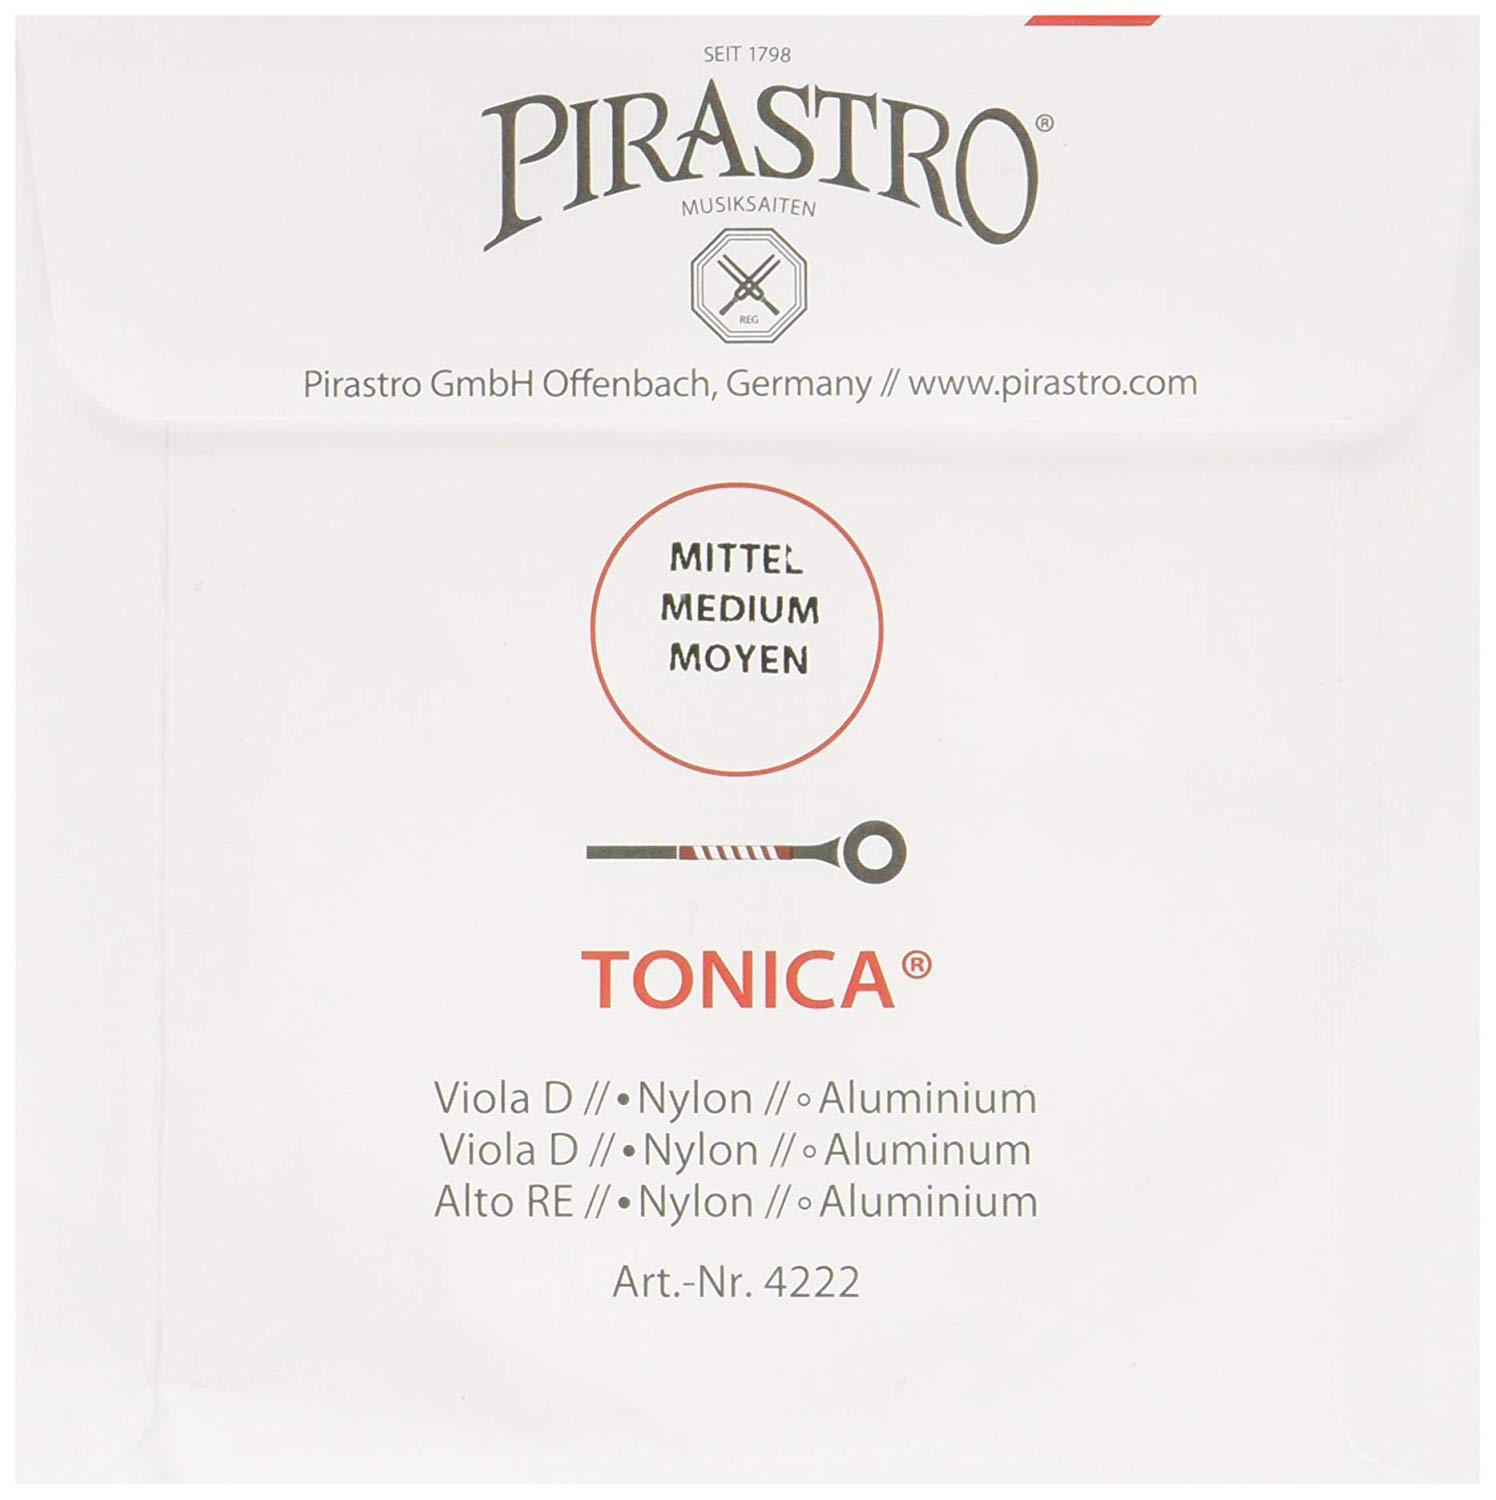 SEIT 1798
PIRASTRO®
MUSIKSAITEN
REG
Pirastro GmbH Offenbach, Germany // www.pirastro.com
MITTEL
MEDIUM
MOYEN
TONICA®
Viola D // • Nylon // ○ Aluminium
Viola D // • Nylon // ○ Aluminum
Alto RE // • Nylon // ○ Aluminium
Art.-Nr. 4222